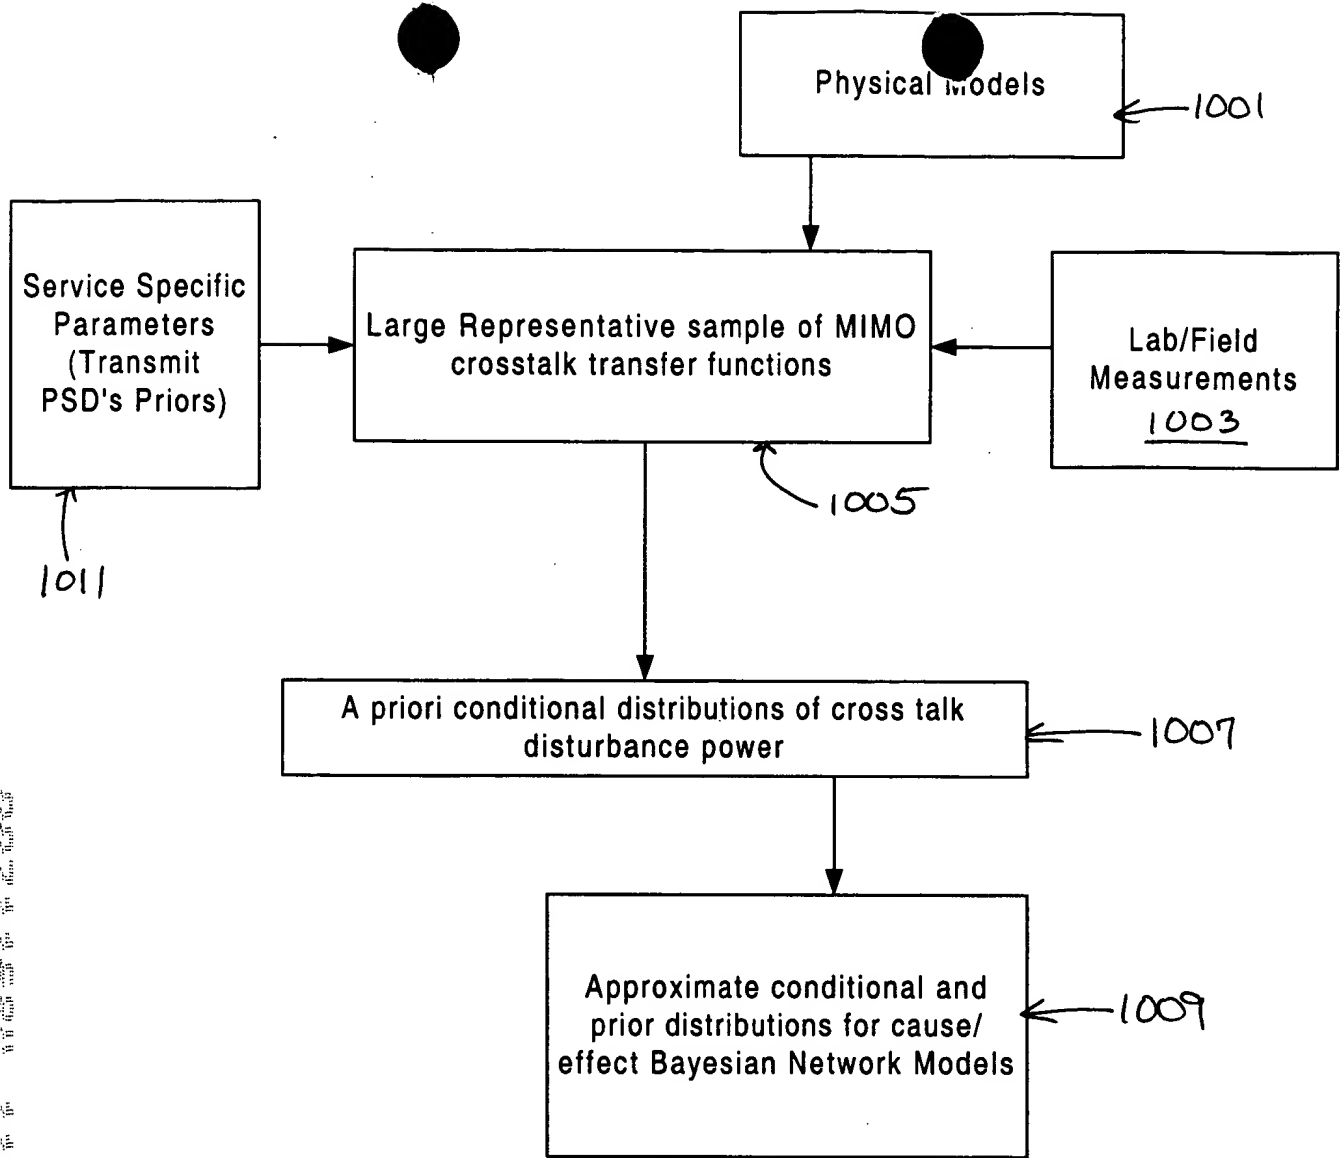 Physical Models
1001
Service Specific
Parameters
(Transmit
PSD's Priors)
1011
Large Representative sample of MIMO
crosstalk transfer functions
1005
Lab/Field
Measurements
1003
A priori conditional distributions of cross talk
disturbance power
1007
Approximate conditional and
prior distributions for cause/
effect Bayesian Network Models
1009